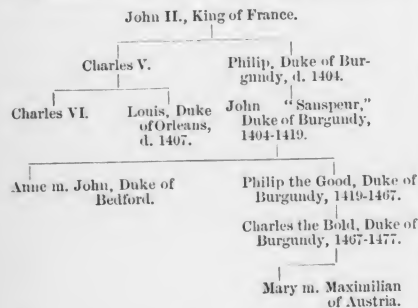 John II., King of France.
Charles V.
Philip, Duke of Bur-
gundy, d. 1404.
Charles VI.
Louis, Duke
of Orleans,
d. 1407.
John "Sanspeur,"
Duke of Burgundy,
1404-1419.
Anne m. John, Duke of
Bedford.
Philip the Good, Duke of
Burgundy, 1419-1467.
Charles the Bold, Duke of
Burgundy, 1467-1477.
Mary m. Maximilian
of Austria.